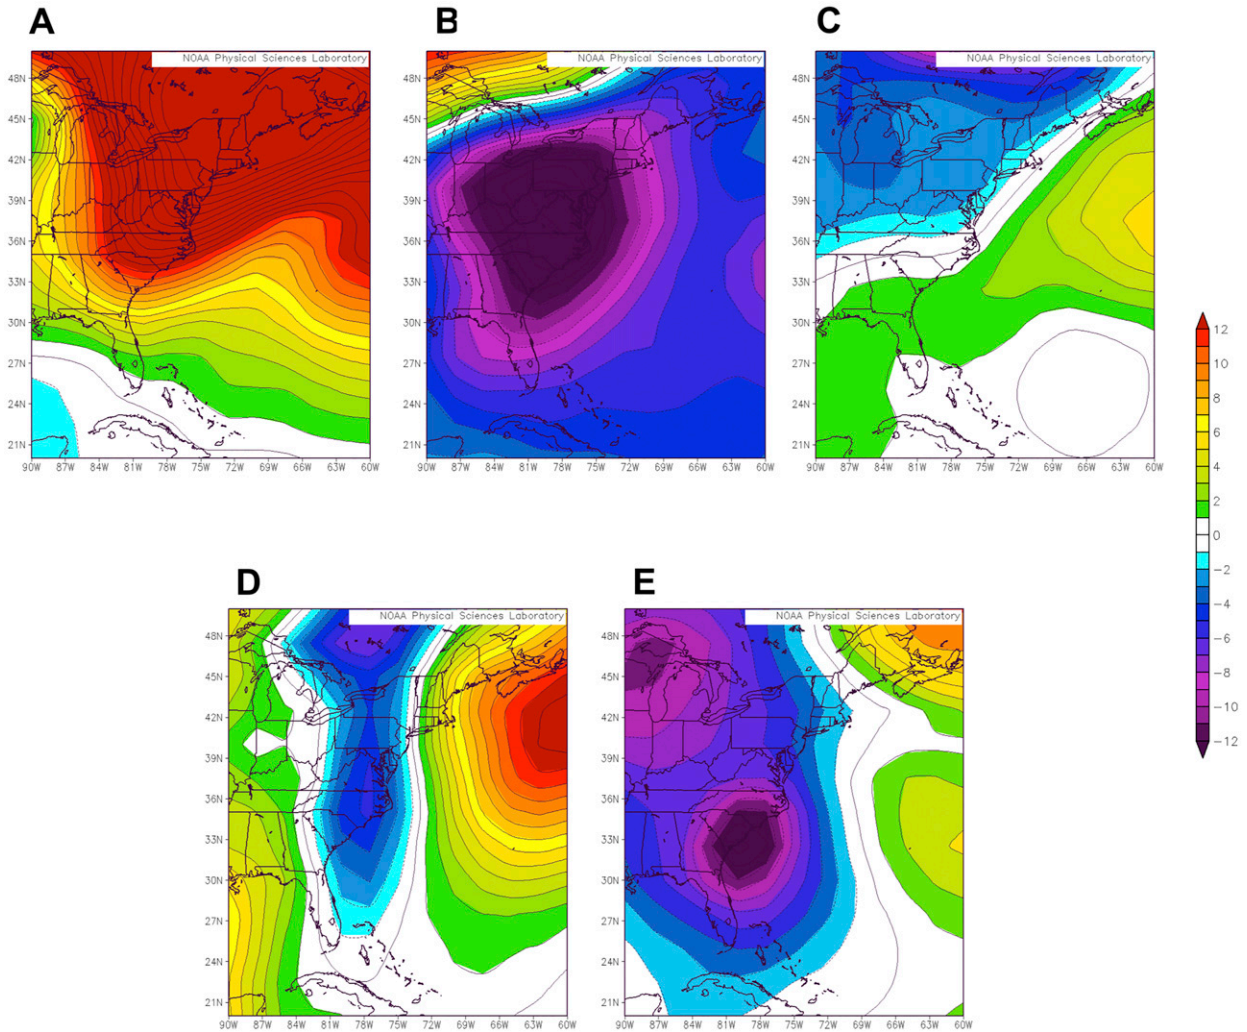 A B C
NOAA Physical Sciences Laboratory NOAA Physical Sciences Laboratory NOAA Physical Sciences Laboratory
48N 48N 48N
45N 45N 45N
42N 42N 42N
39N 39N 39N
36N 36N 36N
33N 33N 33N
30N 30N 30N
27N 27N 27N
24N 24N 24N
21N 21N 21N
90W 87W 84W 81W 78W 75W 72W 69W 66W 63W 60W 90W 87W 84W 81W 78W 75W 72W 69W 66W 63W 60W 90W 87W 84W 81W 78W 75W 72W 69W 66W 63W 60W
12
10
8
6
4
2
0
-2
-4
-6
-8
-10
-12
D E
NOAA Physical Sciences Laboratory NOAA Physical Sciences Laboratory
48N 48N
45N 45N
42N 42N
39N 39N
36N 36N
33N 33N
30N 30N
27N 27N
24N 24N
21N 21N
90W 87W 84W 81W 78W 75W 72W 69W 66W 63W 60W 90W 87W 84W 81W 78W 75W 72W 69W 66W 63W 60W